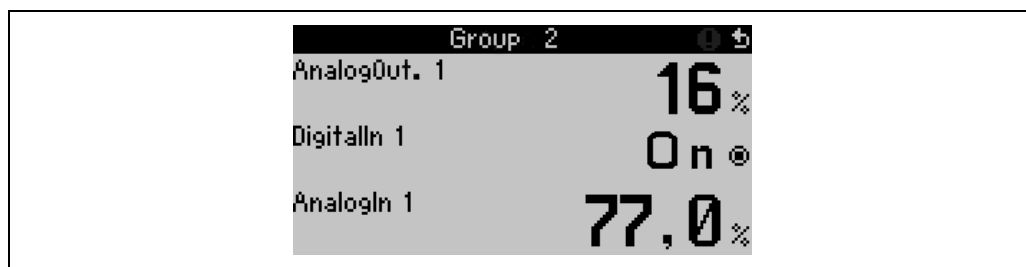 Group 2
AnalogOut. 1 16 %
DigitalIn 1 On
AnalogIn 1 77,0 %